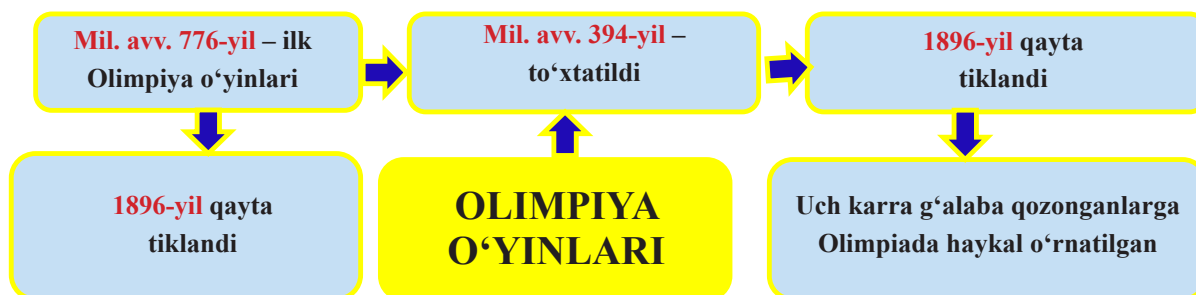 Mil. avv. 776-yil – ilk
Olimpiya o‘yinlari
Mil. avv. 394-yil –
to‘xtatildi
1896-yil qayta
tiklandi
1896-yil qayta
tiklandi
OLIMPIYA
O‘YINLARI
Uch karra g‘alaba qozonganlarga
Olimpiada haykal o‘rnatilgan